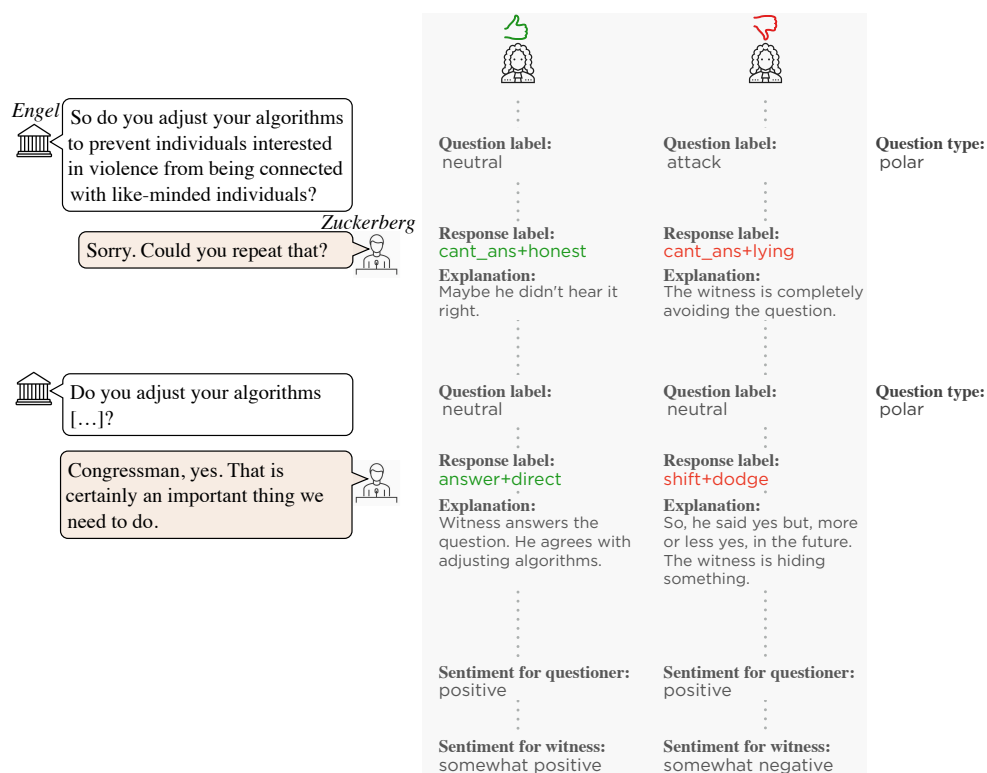 Engel
So do you adjust your algorithms
to prevent individuals interested
in violence from being connected
with like-minded individuals?
Question label:
neutral
Question label:
attack
Question type:
polar
Zuckerberg
Sorry. Could you repeat that?
Response label:
cant_ans+honest
Explanation:
Maybe he didn't hear it
right.
Response label:
cant_ans+lying
Explanation:
The witness is completely
avoiding the question.
Do you adjust your algorithms
[…]?
Question label:
neutral
Question label:
neutral
Question type:
polar
Congressman, yes. That is
certainly an important thing we
need to do.
Response label:
answer+direct
Explanation:
Witness answers the
question. He agrees with
adjusting algorithms.
Response label:
shift+dodge
Explanation:
So, he said yes but, more
or less yes, in the future.
The witness is hiding
something.
Sentiment for questioner:
positive
Sentiment for questioner:
positive
Sentiment for witness:
somewhat positive
Sentiment for witness:
somewhat negative